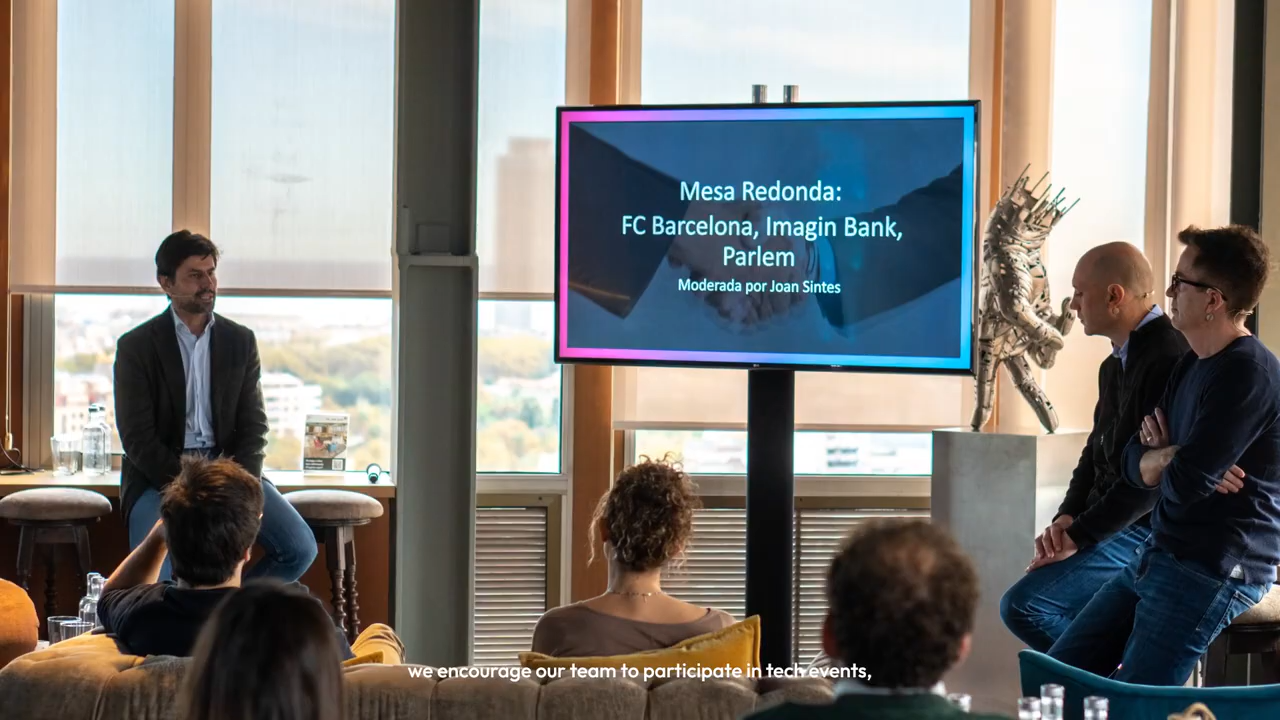 Mesa Redonda:
FC Barcelona, Imagin Bank,
Parlem
Moderada por Joan Sintes
we encourage our team to participate in tech events,